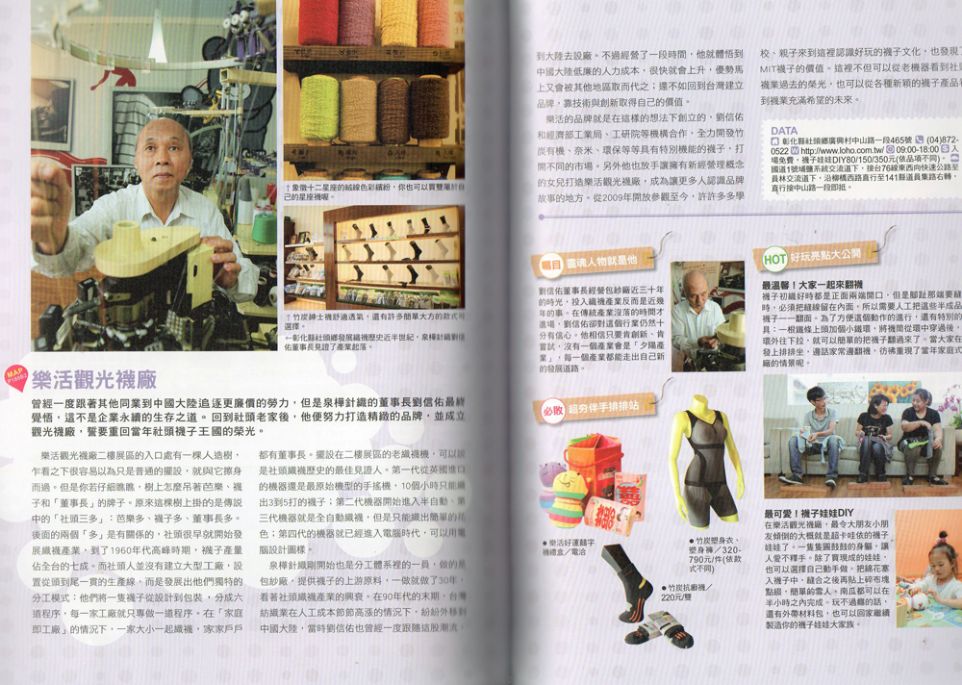 ↑象徵十二星座的絨線色彩繽紛，你也可以買雙屬於自
己的星座襪喔。
↑竹炭紳士襪舒適透氣，還有許多簡單大方的款式可
選擇。
←彰化縣社頭鄉發展織襪歷史近半世紀，泉樺針織劉信
佑董事長見證了產業起落。
MAP
樂活觀光襪廠
曾經一度跟著其他同業到中國大陸追逐更廉價的勞力，但是泉樺針織的董事長劉信佑最終
覺悟，這不是企業永續的生存之道。回到社頭老家後，他便努力打造精緻的品牌，並成立
觀光襪廠，誓要重回當年社頭襪子王國的榮光。
樂活觀光襪廠二樓展區的入口處有一棵人造樹，
乍看之下很容易以為只是普通的擺設，就與它擦身
而過。但是你若仔細瞧瞧，樹上怎麼吊著芭樂、襪
子和「董事長」的牌子。原來這棵樹上掛的是傳說
中的「社頭三多」：芭樂多、襪子多、董事長多。
後面的兩個「多」是有關係的，社頭很早就開始發
展織襪產業，到了1960年代高峰時期，襪子產量
佔全台的七成。而社頭人並沒有建立大型工廠，設
置從頭到尾一貫的生產線，而是發展出他們獨特的
分工模式：他們將一隻襪子從設計到包裝，分成六
道程序，每一家工廠就只專做一道程序。在「家庭
即工廠」的情況下，一家大小一起織襪，家家戶戶
都有董事長。擺設在二樓展區的老織襪機，可以說
是社頭織襪歷史的最佳見證人。第一代從英國進口
的機器還是最原始機型的手搖機，10個小時只能織
出3到5打的襪子；第二代機器開始進入半自動、第
三代機器就是全自動織襪，但是只能織出簡單的花
色；第四代的機器就已經進入電腦時代，可以用電
腦設計圖樣。
泉樺針織剛開始也是分工體系裡的一員，做的是
包紗廠，提供襪子的上游原料，一做就做了30年，
看著社頭織襪產業的興衰。在90年代的末期，台灣
紡織業在人工成本節節高漲的情況下，紛紛外移到
中國大陸，當時劉信佑也曾經一度跟隨這股潮流，
到大陸去設廠。不過經營了一段時間，他就體悟到
中國大陸低廉的人力成本，很快就會上升，優勢馬
上又會被其他地區取而代之；還不如回到台灣建立
品牌，靠技術與創新取得自己的價值。
樂活的品牌就是在這樣的想法下創立的，劉信佑
和經濟部工業局、工研院等機構合作，全力開發竹
炭有機、奈米、環保等等具有特別機能的襪子，打
開不同的市場。另外他也放手讓擁有新經營理念
的女兒打造樂活觀光襪廠，成為讓更多人認識品牌
故事的地方。從2009年開放參觀至今，許許多多學
校、親子來到這裡認識好玩的襪子文化，也發現了
MIT襪子的價值。這裡不但可以從老機器看到社頭
襪業過去的榮光，也可以從各種新穎的襪子產品看
到襪業充滿希望的未來。
DATA
彰化縣社頭鄉廣興村中山路一段465號 (04)872-
0522 http://www.loho.com.tw/ 09:00-18:00 入
場免費、襪子娃娃DIY80/150/350元(依品項不同)。
國道1號埔鹽系統交流道下，接台76線東西向快速公路至
員林交流道下，沿柳橋西路直行至141縣道員集路右轉，
直行接中山路一段即抵。
矚目 靈魂人物就是他
劉信佑董事長經營包紗廠近三十年
的時光，投入織襪產業反而是近幾
年的事。在傳統產業沒落的時間才
進場，劉信佑卻對這個行業仍然十
分有信心。他相信只要肯創新、肯
嘗試，沒有一個產業會是「夕陽產
業」，每一個產業都能走出自己新
的發展道路。
必敗 超夯伴手排排站
●樂活好運囍字
襪禮盒／電洽
●竹炭塑身衣、
塑身褲／320-
790元/件(依款
式不同)
●竹炭抗癬襪／
220元/雙
HOT 好玩亮點大公開
最溫馨！大家一起來翻襪
襪子初織好時都是正面兩端開口，但是腳趾那端要縫
時，必須把縫線留在內面，所以需要人工把這些半成品
襪子一一翻面。為了方便這個動作的進行，還有特別的
具：一根鐵條上頭加個小鐵環，將襪筒從環中穿過後，
環外往下拉，就可以簡單的把襪子翻過來了。當大家在
發上排排坐，邊話家常邊翻襪，彷彿重現了當年家庭式
廠的情景呢。
最可愛！襪子娃娃DIY
在樂活觀光襪廠，最令大朋友小朋
友傾倒的大概就是超卡哇依的襪子
娃娃了。一隻隻圓鼓鼓的身軀，讓
人愛不釋手。除了買現成的娃娃，
也可以選擇自己動手做。把綿花塞
入襪子中，縫合之後再貼上碎布塊
點綴，簡單的雪人、南瓜都可以在
半小時之內完成。玩不過癮的話，
還有外帶材料包，也可以回家繼續
製造你的襪子娃娃大家族。